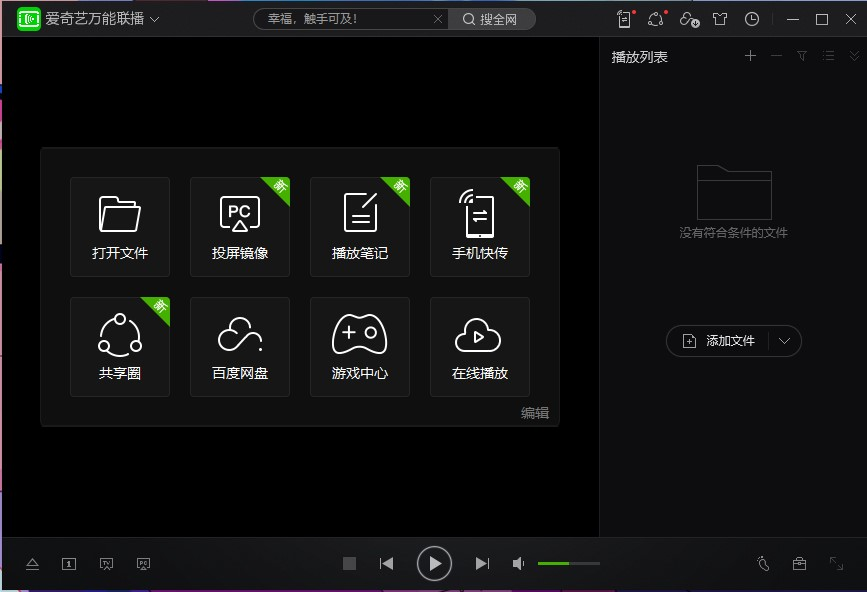 爱奇艺万能联播
幸福，触手可及!
搜全网
播放列表
新
新
新
PC
打开文件
投屏镜像
播放笔记
手机快传
新
共享圈
百度网盘
游戏中心
在线播放
编辑
没有符合条件的文件
添加文件
1
TV
PC